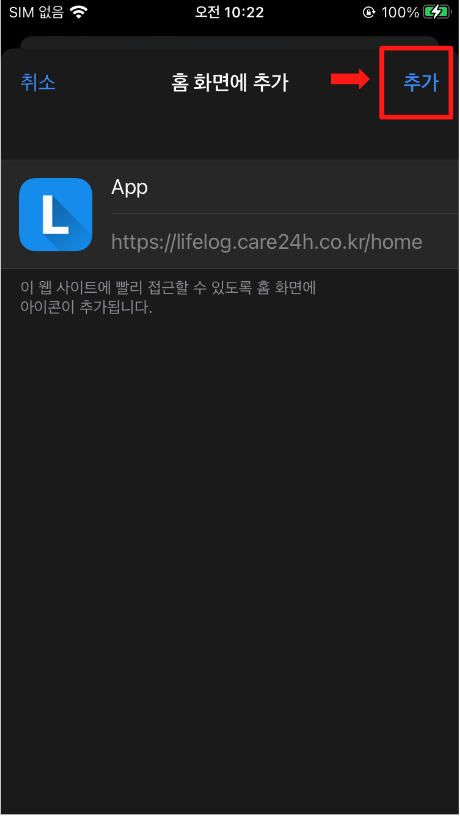 SIM 없음 오전 10:22 100%
취소 홈 화면에 추가 추가
L
App
https://lifelog.care24h.co.kr/home
이 웹 사이트에 빨리 접근할 수 있도록 홈 화면에
아이콘이 추가됩니다.